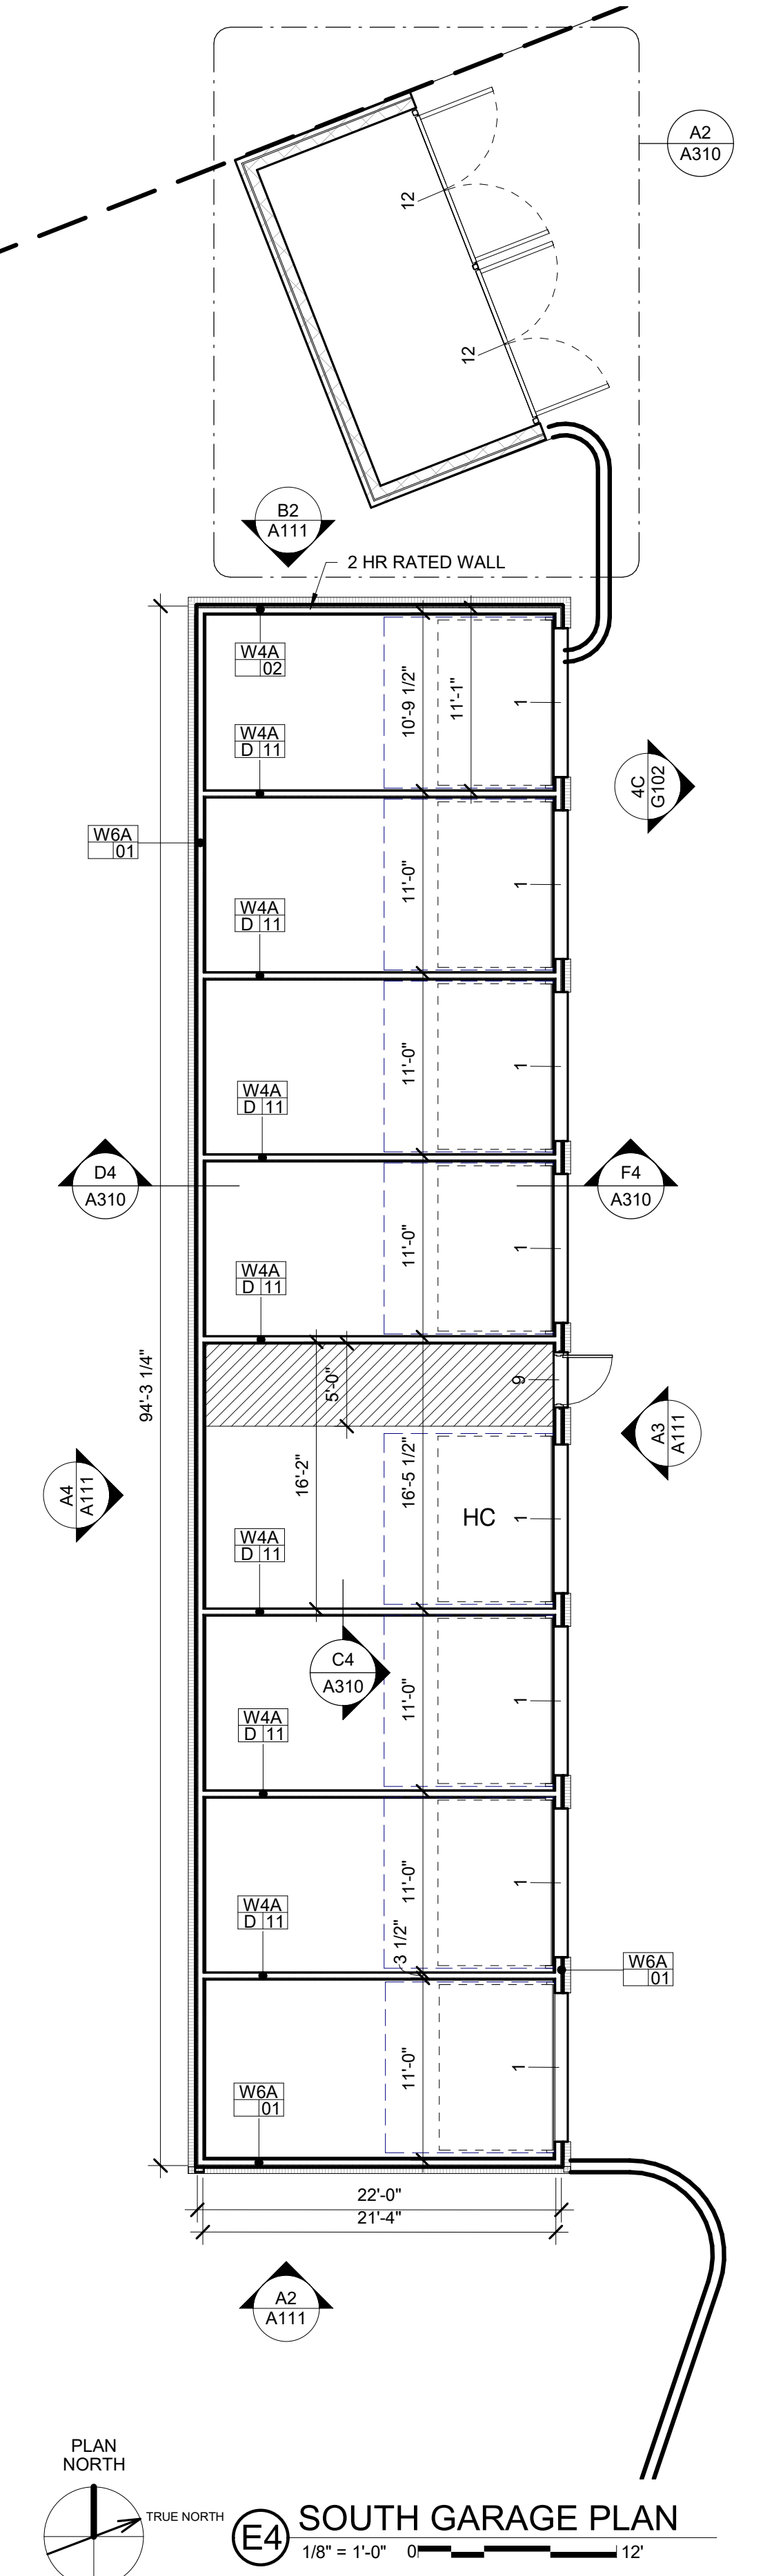 A2
A310
12
12
B2
A111
2 HR RATED WALL
W4A
02
10'-9 1/2"
11'-1"
1
W4A
D 11
4C
G102
W6A
01
11'-0"
1
W4A
D 11
11'-0"
1
W4A
D 11
D4
A310
F4
A310
11'-0"
1
W4A
D 11
94'-3 1/4"
5'-0"
9
A3
A111
16'-2"
16'-5 1/2"
A4
A111
HC
1
W4A
D 11
C4
A310
11'-0"
1
W4A
D 11
11'-0"
1
W4A
D 11
3 1/2"
W6A
01
11'-0"
1
W6A
01
22'-0"
21'-4"
A2
A111
PLAN
NORTH
TRUE NORTH
E4
SOUTH GARAGE PLAN
1/8" = 1'-0" 0 12'